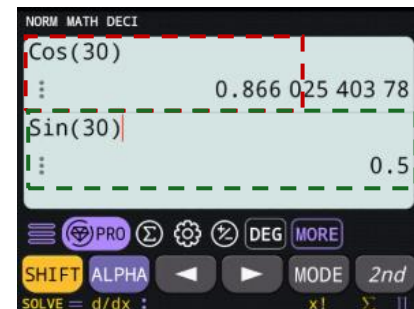 NORM MATH DECI
Cos(30)
0.866 025 403 78
Sin(30)
0.5
PRO Σ DEG MORE
SHIFT ALPHA MODE 2nd
SOLVE = d/dx : x! Σ Π